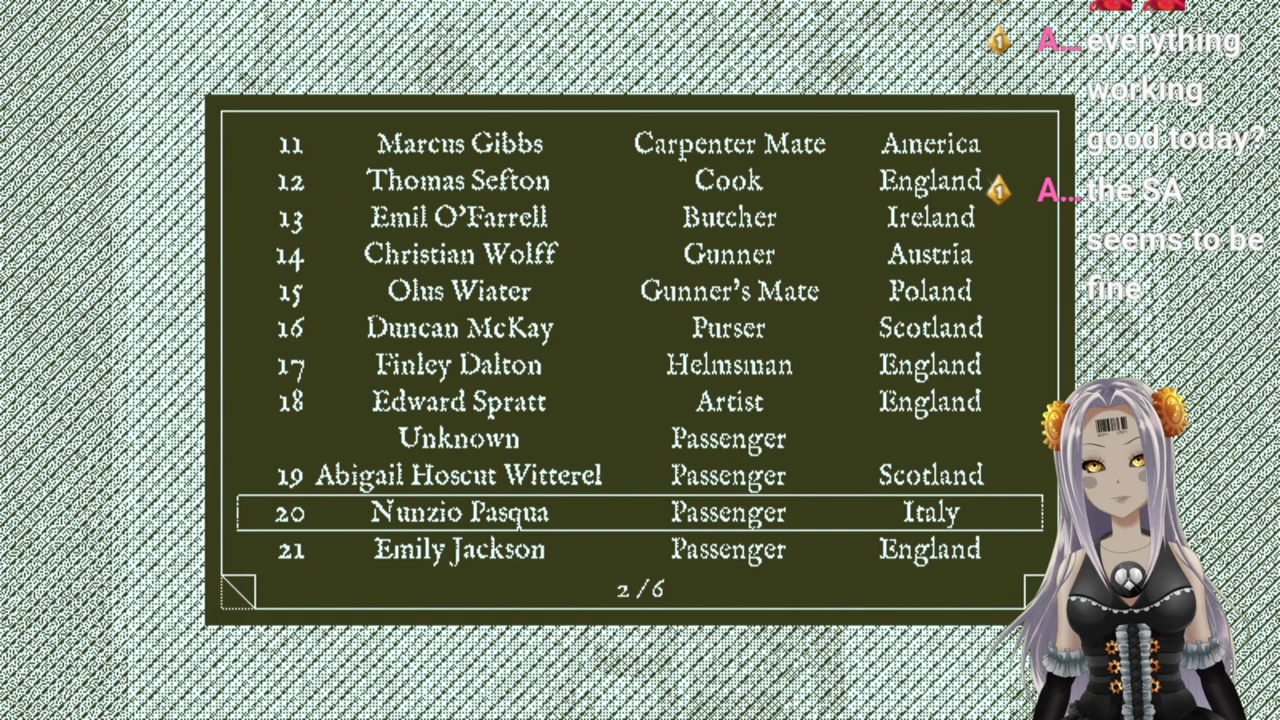 11 Marcus Gibbs Carpenter Mate America
12 Thomas Sefton Cook England
13 Emil O'Farrell Butcher Ireland
14 Christian Wolff Gunner Austria
15 Olus Wiater Gunner's Mate Poland
16 Duncan McKay Purser Scotland
17 Finley Dalton Helmsman England
18 Edward Spratt Artist England
Unknown Passenger
19 Abigail Hoscut Witterel Passenger Scotland
20 Nunzio Pasqua Passenger Italy
21 Emily Jackson Passenger England
2/6
1 A... everything
working
good today?
1 A... the SA
seems to be
fine